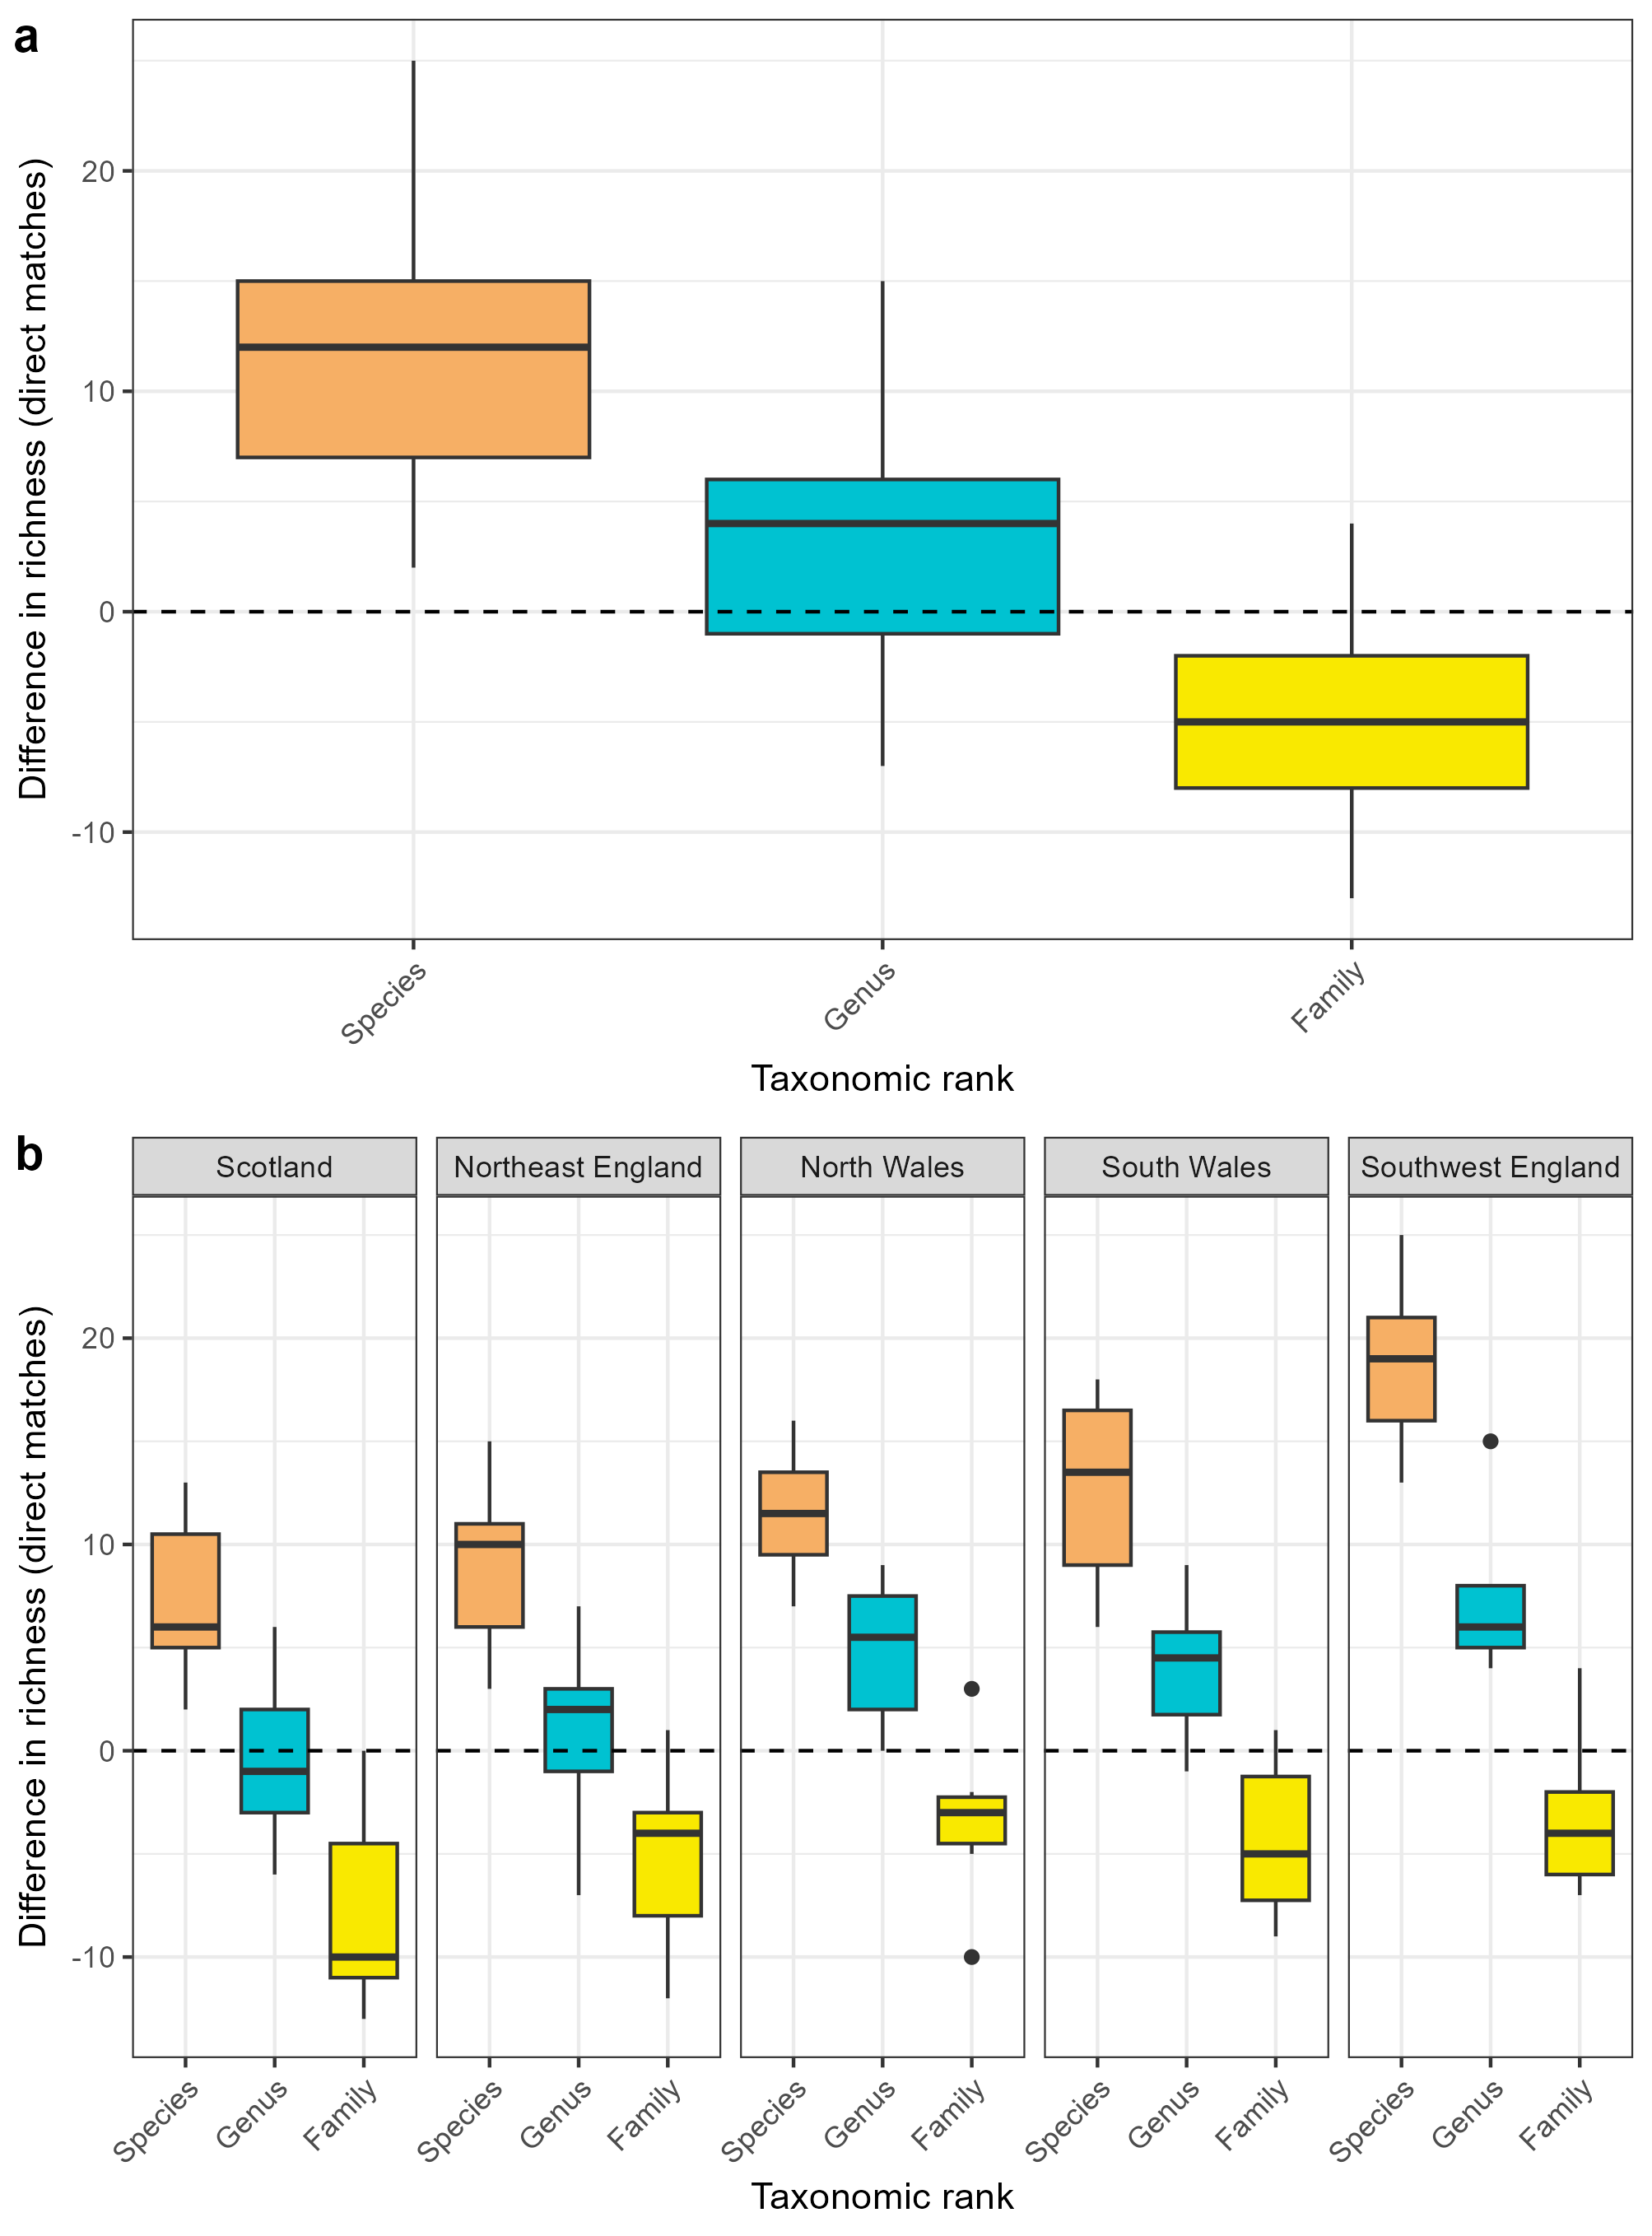 a
Difference in richness (direct matches)
20
10
0
-10
Species
Genus
Family
Taxonomic rank
b
Scotland
Northeast England
North Wales
South Wales
Southwest England
Difference in richness (direct matches)
20
10
0
-10
Species
Genus
Family
Species
Genus
Family
Species
Genus
Family
Species
Genus
Family
Species
Genus
Family
Taxonomic rank